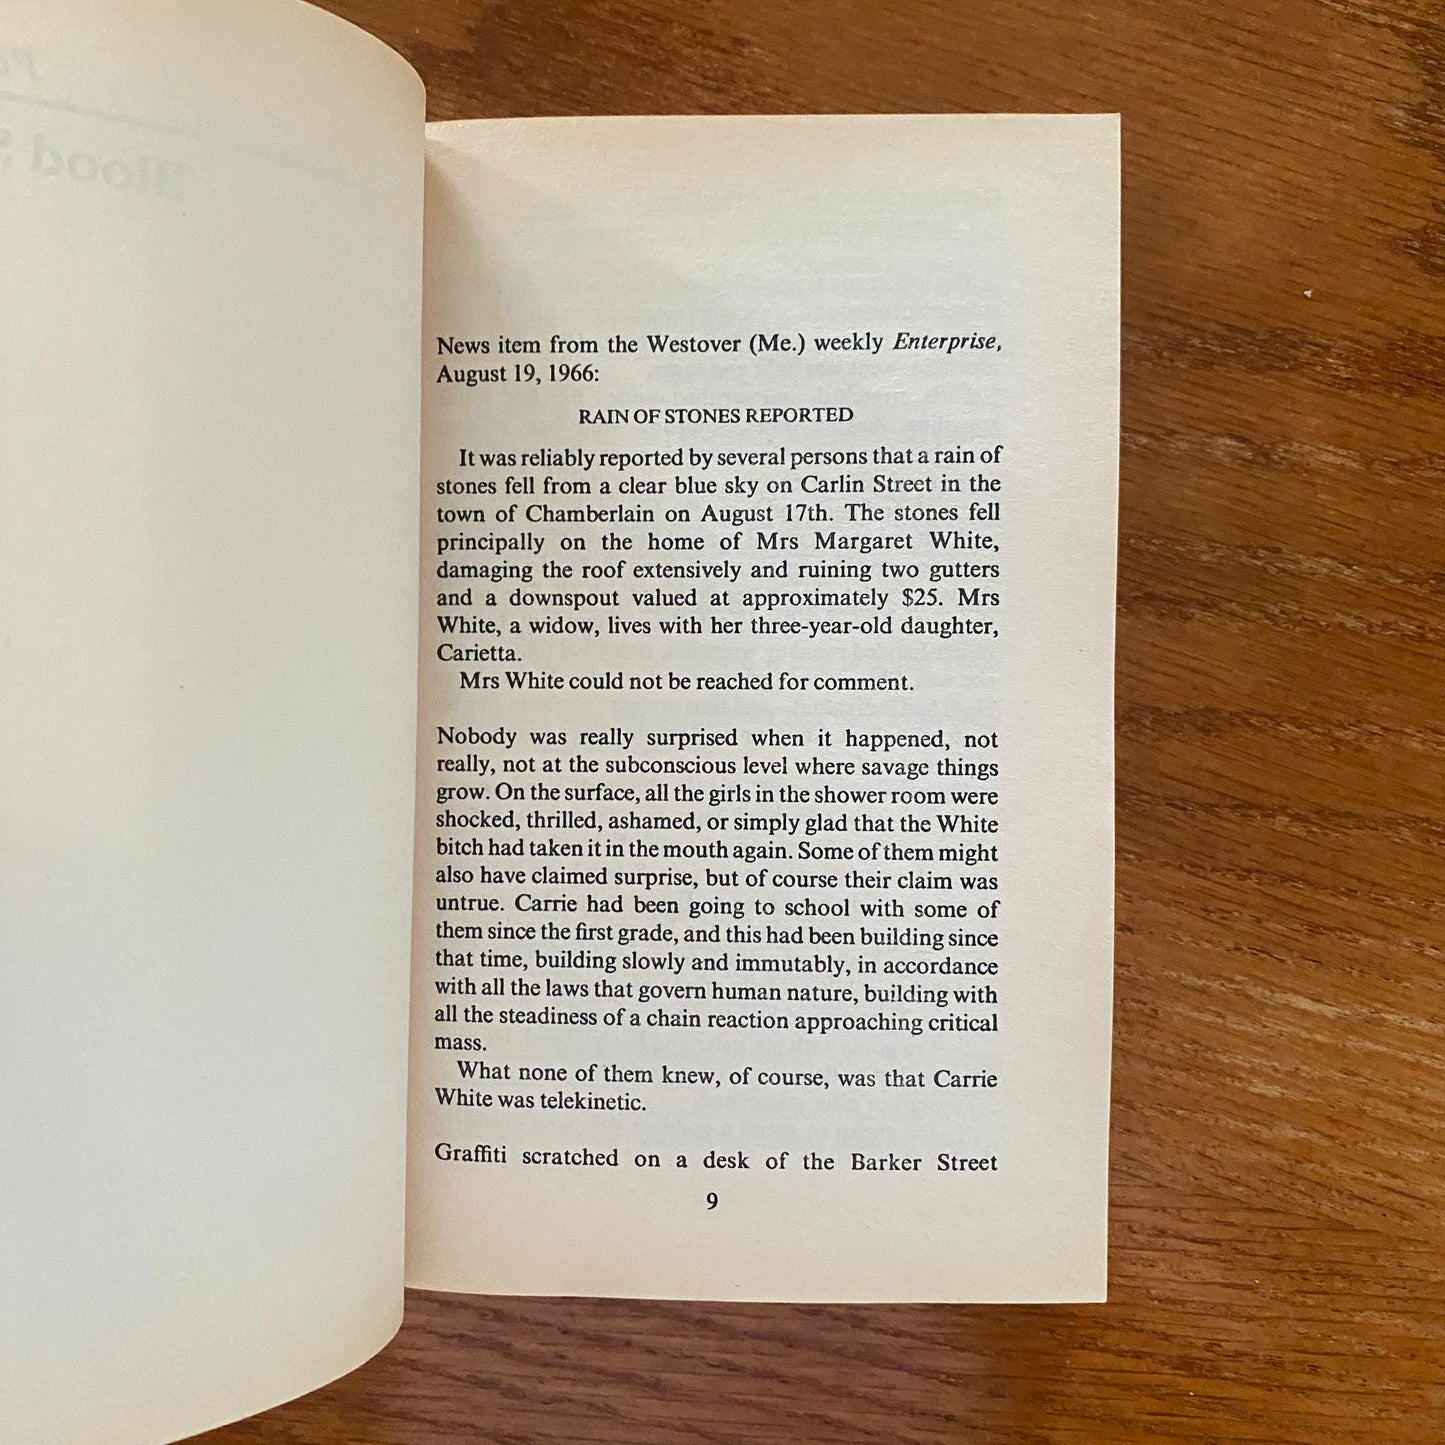 Blood
News item from the Westover (Me.) weekly Enterprise,
August 19, 1966:
RAIN OF STONES REPORTED
It was reliably reported by several persons that a rain of
stones fell from a clear blue sky on Carlin Street in the
town of Chamberlain on August 17th. The stones fell
principally on the home of Mrs Margaret White,
damaging the roof extensively and ruining two gutters
and a downspout valued at approximately $25. Mrs
White, a widow, lives with her three-year-old daughter,
Carietta.
Mrs White could not be reached for comment.
Nobody was really surprised when it happened, not
really, not at the subconscious level where savage things
grow. On the surface, all the girls in the shower room were
shocked, thrilled, ashamed, or simply glad that the White
bitch had taken it in the mouth again. Some of them might
also have claimed surprise, but of course their claim was
untrue. Carrie had been going to school with some of
them since the first grade, and this had been building since
that time, building slowly and immutably, in accordance
with all the laws that govern human nature, building with
all the steadiness of a chain reaction approaching critical
mass.
What none of them knew, of course, was that Carrie
White was telekinetic.
Graffiti scratched on a desk of the Barker Street
9